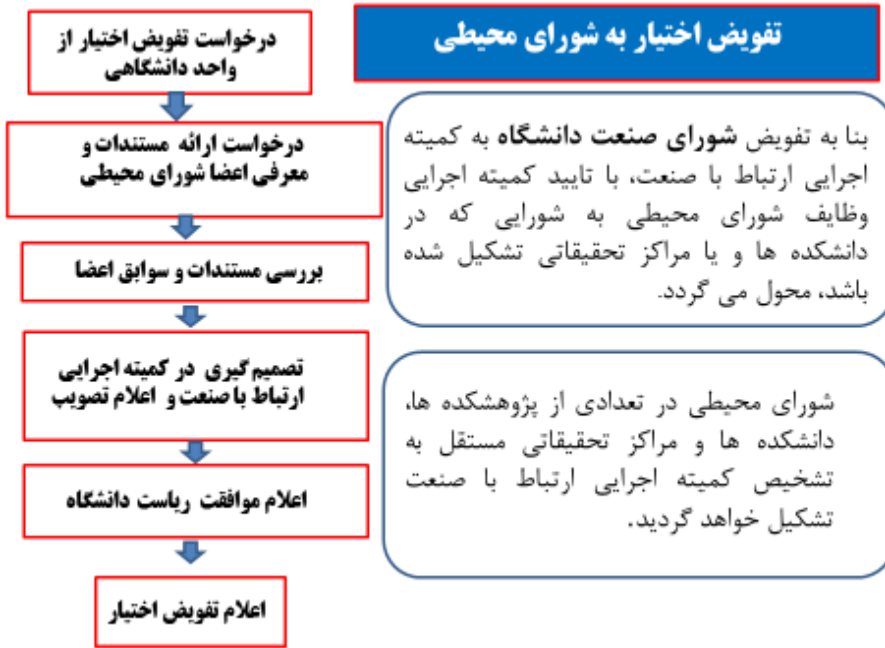 تفویض اختیار به شورای محیطی
بنا به تفویض شورای صنعت دانشگاه به کمیته
اجرایی ارتباط با صنعت، با تایید کمیته اجرایی
وظایف شورای محیطی به شورایی که در
دانشکده ها و یا مراکز تحقیقاتی تشکیل شده
باشد، محول می گردد.
شورای محیطی در تعدادی از پژوهشکده ها،
دانشکده ها و مراکز تحقیقاتی مستقل به
تشخیص کمیته اجرایی ارتباط با صنعت
تشکیل خواهد گردید.
درخواست تفویض اختیار از
واحد دانشگاهی
درخواست ارائه مستندات و
معرفی اعضا شورای محیطی
بررسی مستندات و سوابق اعضا
تصمیم گیری در کمیته اجرایی
ارتباط با صنعت و اعلام تصویب
اعلام موافقت ریاست دانشگاه
اعلام تفویض اختیار